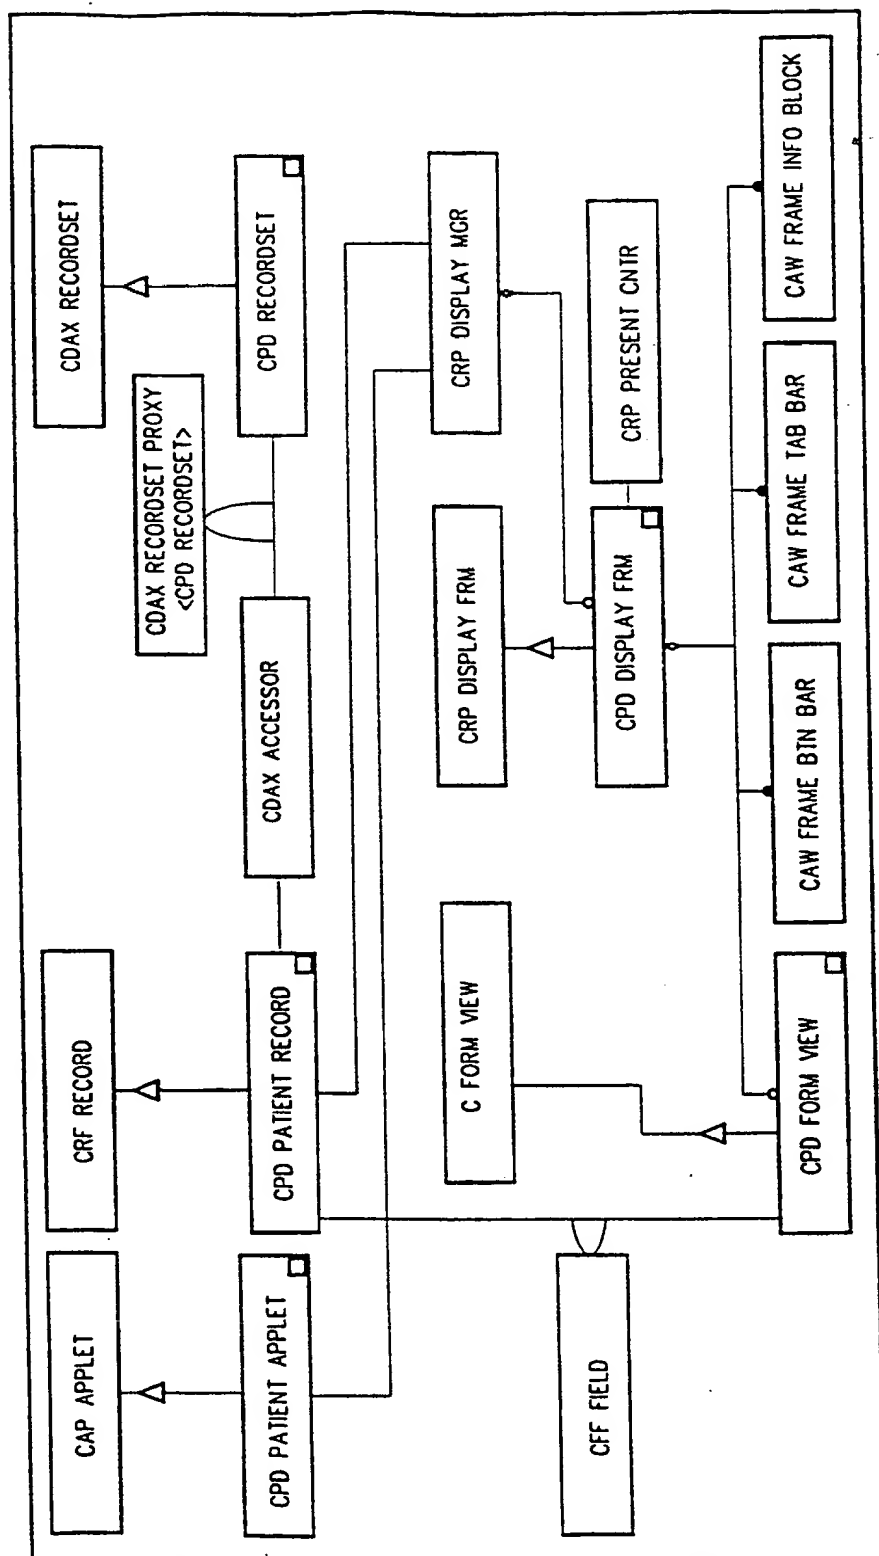 CAP APPLET
CRF RECORD
CDAX RECORDSET
CDAX RECORDSET PROXY
<CPD RECORDSET>
CPD PATIENT APPLET
CPD PATIENT RECORD
CDAX ACCESSOR
CPD RECORDSET
C FORM VIEW
CRP DISPLAY FRM
CRP DISPLAY MGR
CFF FIELD
CPD DISPLAY FRM
CRP PRESENT CNTR
CPD FORM VIEW
CAW FRAME BTN BAR
CAW FRAME TAB BAR
CAW FRAME INFO BLOCK